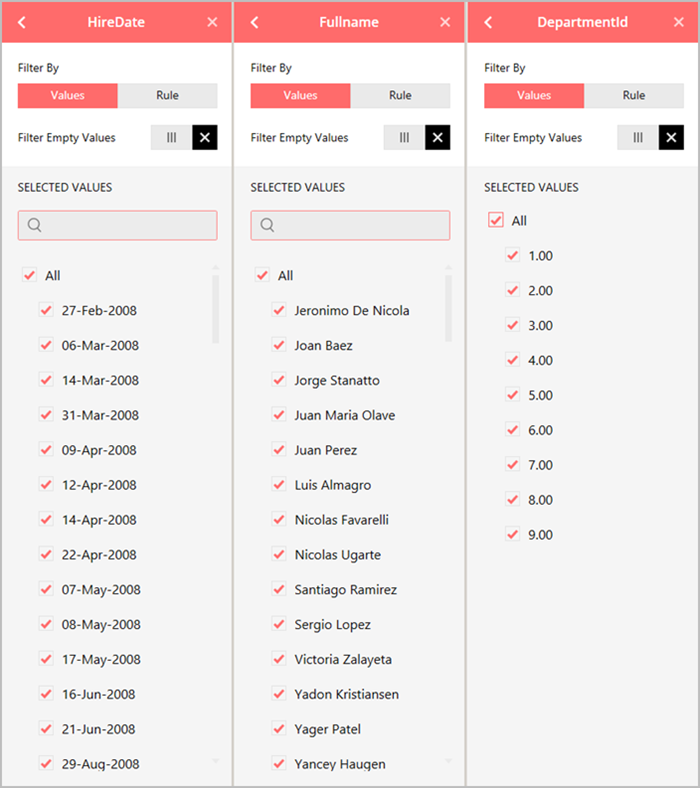 HireDate
Filter By
Values Rule
Filter Empty Values
SELECTED VALUES
All
27-Feb-2008
06-Mar-2008
14-Mar-2008
31-Mar-2008
09-Apr-2008
12-Apr-2008
14-Apr-2008
22-Apr-2008
07-May-2008
08-May-2008
17-May-2008
16-Jun-2008
21-Jun-2008
29-Aug-2008
Fullname
Filter By
Values Rule
Filter Empty Values
SELECTED VALUES
All
Jeronimo De Nicola
Joan Baez
Jorge Stanatto
Juan Maria Olave
Juan Perez
Luis Almagro
Nicolas Favarelli
Nicolas Ugarte
Santiago Ramirez
Sergio Lopez
Victoria Zalayeta
Yadon Kristiansen
Yager Patel
Yancey Haugen
DepartmentId
Filter By
Values Rule
Filter Empty Values
SELECTED VALUES
All
1.00
2.00
3.00
4.00
5.00
6.00
7.00
8.00
9.00